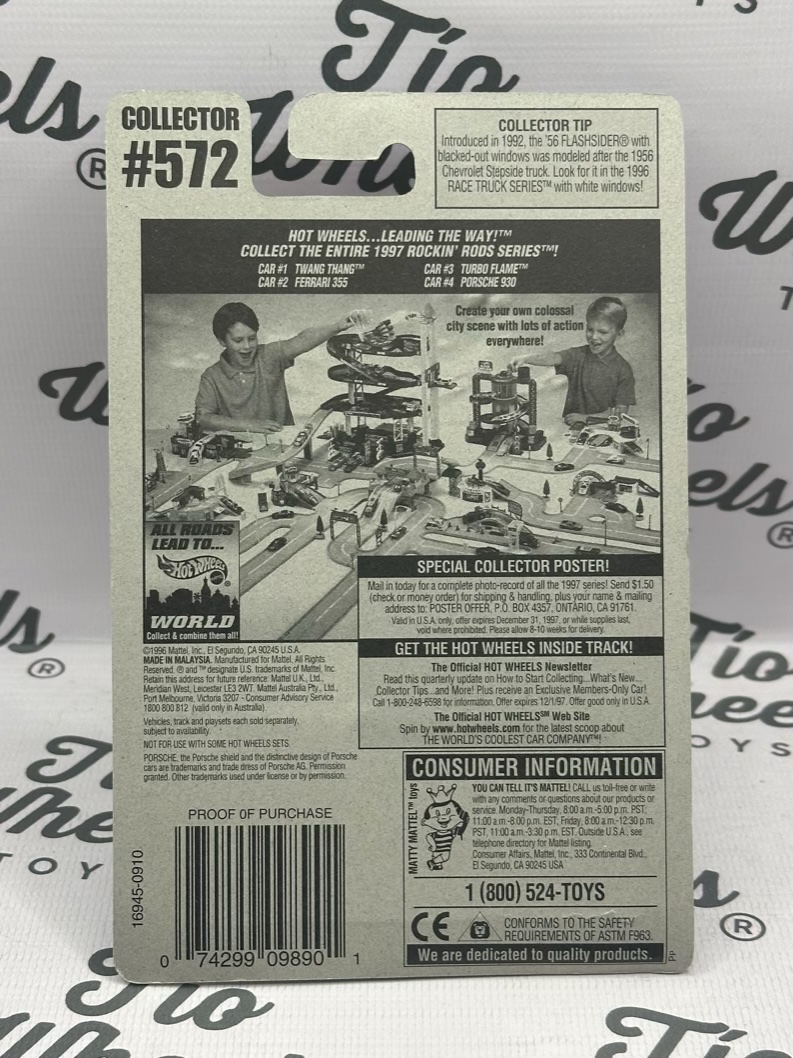 Tio
Wheels
®
COLLECTOR
#572
COLLECTOR TIP
Introduced in 1992, the '56 FLASHSIDER® with
blacked-out windows was modeled after the 1956
Chevrolet Stepside truck. Look for it in the 1996
RACE TRUCK SERIES™ with white windows!
HOT WHEELS...LEADING THE WAY!™
COLLECT THE ENTIRE 1997 ROCKIN' RODS SERIES™!
CAR #1 TWANG THANG™ CAR #3 TURBO FLAME™
CAR #2 FERRARI 355 CAR #4 PORSCHE 930
Create your own colossal
city scene with lots of action
everywhere!
ALL ROADS
LEAD TO...
Hot Wheels
WORLD
Collect & combine them all!
SPECIAL COLLECTOR POSTER!
Mail in today for a complete photo-record of all the 1997 series! Send $1.50
(check or money order) for shipping & handling, plus your name & mailing
address to: POSTER OFFER, P.O. BOX 4357, ONTARIO, CA 91761.
Valid in U.S.A. only, offer expires December 31, 1997, or while supplies last,
void where prohibited. Please allow 8-10 weeks for delivery.
GET THE HOT WHEELS INSIDE TRACK!
The Official HOT WHEELS Newsletter
Read this quarterly update on How to Start Collecting...What's New...
Collector Tips...and More! Plus receive an Exclusive Members-Only Car!
Call 1-800-248-6598 for information. Offer expires 12/1/97. Offer good only in U.S.A.
The Official HOT WHEELS℠ Web Site
Spin by www.hotwheels.com for the latest scoop about
THE WORLD'S COOLEST CAR COMPANY™!
©1996 Mattel, Inc., El Segundo, CA 90245 U.S.A.
MADE IN MALAYSIA. Manufactured for Mattel. All Rights
Reserved. ® and ™ designate U.S. trademarks of Mattel, Inc.
Retain this address for future reference: Mattel U.K., Ltd.,
Meridian West, Leicester LE3 2WT. Mattel Australia Pty., Ltd.,
Port Melbourne, Victoria 3207 - Consumer Advisory Service
1800 800 812 (valid only in Australia)
Vehicles, track and playsets each sold separately,
subject to availability.
NOT FOR USE WITH SOME HOT WHEELS SETS.
PORSCHE, the Porsche shield and the distinctive design of Porsche
cars are trademarks and trade dress of Porsche AG. Permission
granted. Other trademarks used under license or by permission.
CONSUMER INFORMATION
MATTY MATTEL™ toys
YOU CAN TELL IT'S MATTEL! CALL us toll-free or write
with any comments or questions about our products or
service. Monday-Thursday, 8:00 a.m.-5:00 p.m. PST;
11:00 a.m.-8:00 p.m. EST; Friday, 8:00 a.m.-12:30 p.m.
PST, 11:00 a.m.-3:30 p.m. EST. Outside U.S.A., see
telephone directory for Mattel listing.
Consumer Affairs, Mattel, Inc., 333 Continental Blvd.,
El Segundo, CA 90245 USA
1 (800) 524-TOYS
CE
CONFORMS TO THE SAFETY
REQUIREMENTS OF ASTM F963.
We are dedicated to quality products.
PP
PROOF OF PURCHASE
16945-0910
0 74299 09890 1